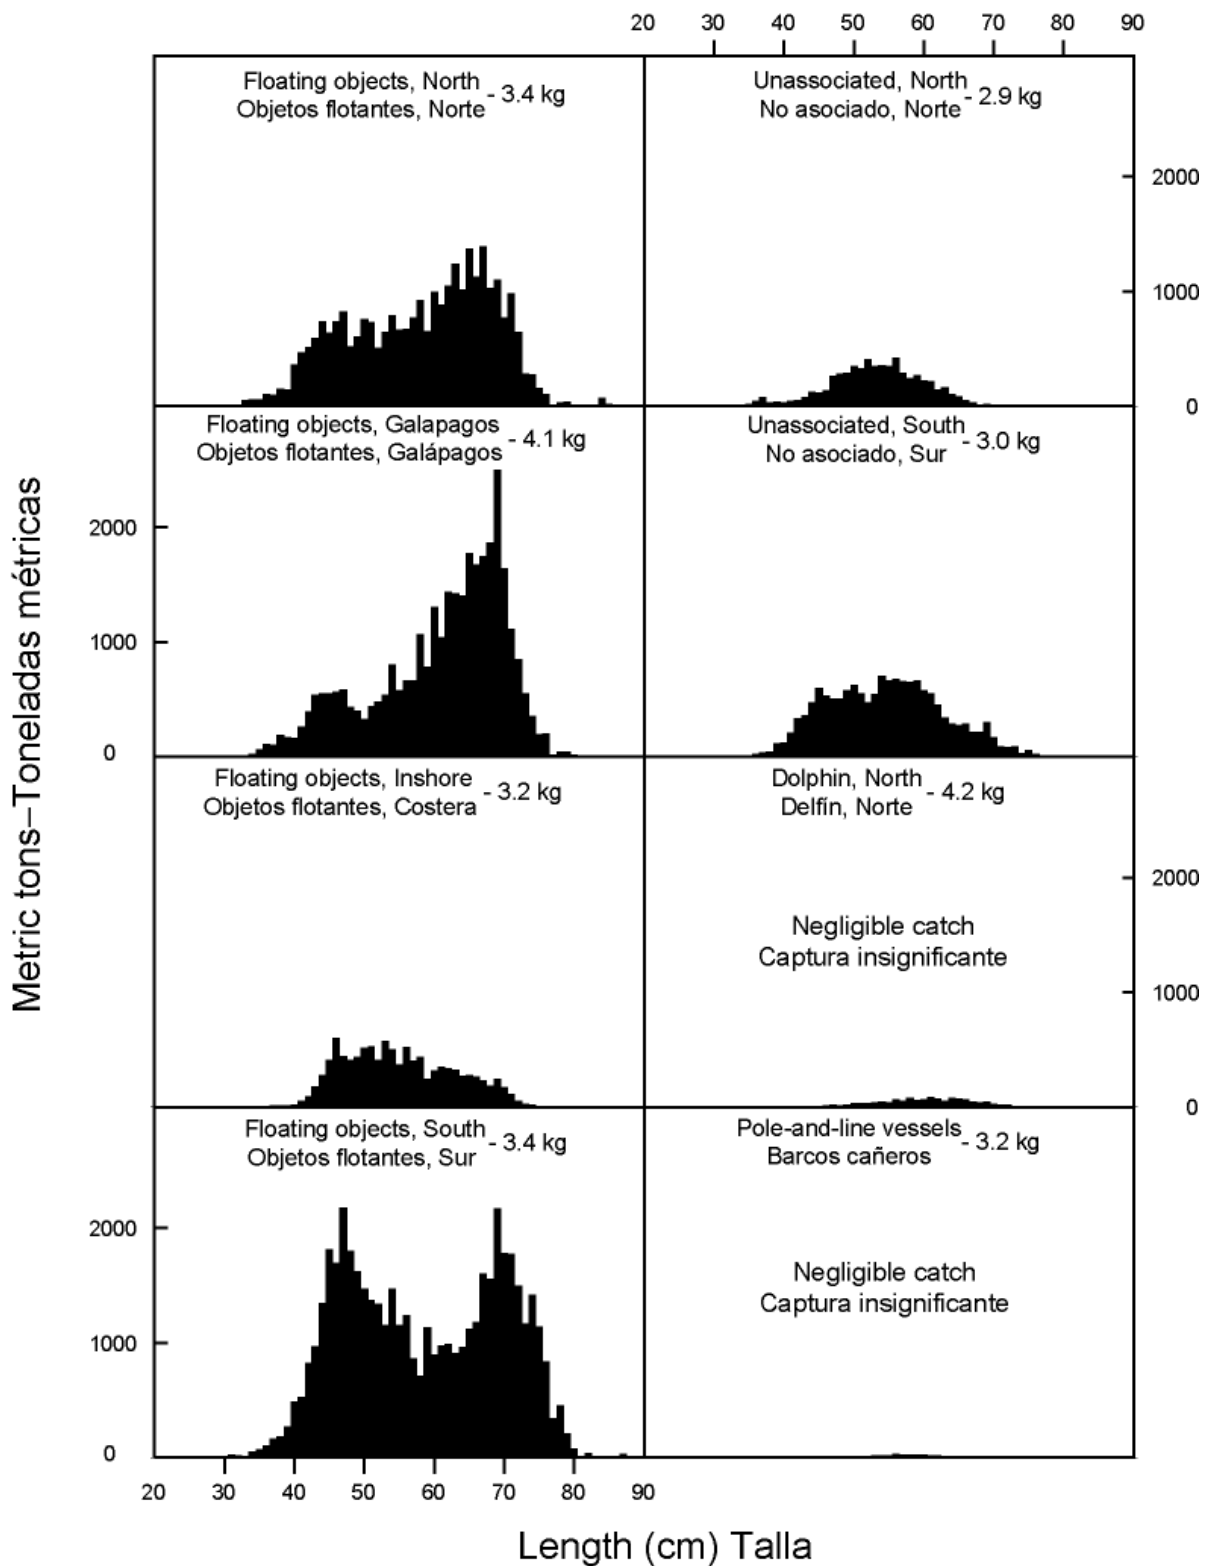 20 30 40 50 60 70 80 90
Floating objects, North
Objetos flotantes, Norte
- 3.4 kg
Unassociated, North
No asociado, Norte
- 2.9 kg
2000
1000
0
Floating objects, Galapagos
Objetos flotantes, Galápagos
- 4.1 kg
2000
1000
0
Unassociated, South
No asociado, Sur
- 3.0 kg
Floating objects, Inshore
Objetos flotantes, Costera
- 3.2 kg
Dolphin, North
Delfín, Norte
- 4.2 kg
Negligible catch
Captura insignificante
2000
1000
0
Floating objects, South
Objetos flotantes, Sur
- 3.4 kg
2000
1000
0
Pole-and-line vessels
Barcos cañeros
- 3.2 kg
Negligible catch
Captura insignificante
20 30 40 50 60 70 80 90
Metric tons–Toneladas métricas
Length (cm) Talla